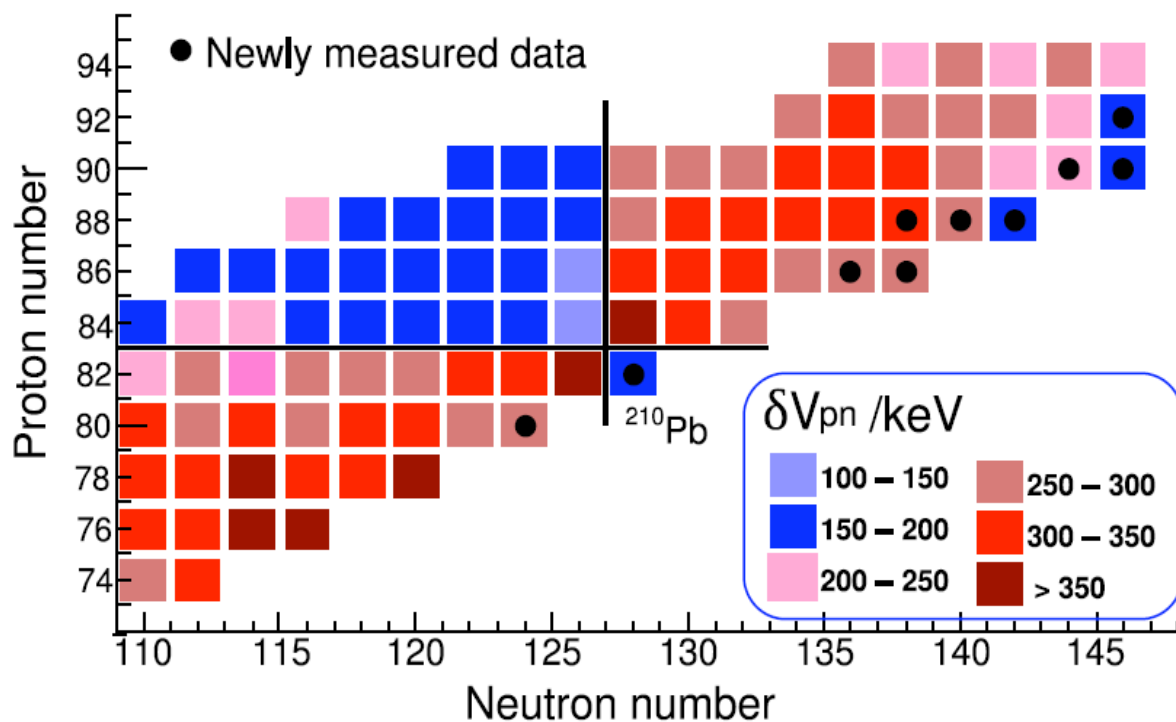 ● Newly measured data
94
92
90
88
86
84
82
80
78
76
74
Proton number
²¹⁰Pb
δVpn /keV
100 – 150
150 – 200
200 – 250
250 – 300
300 – 350
> 350
110 115 120 125 130 135 140 145
Neutron number